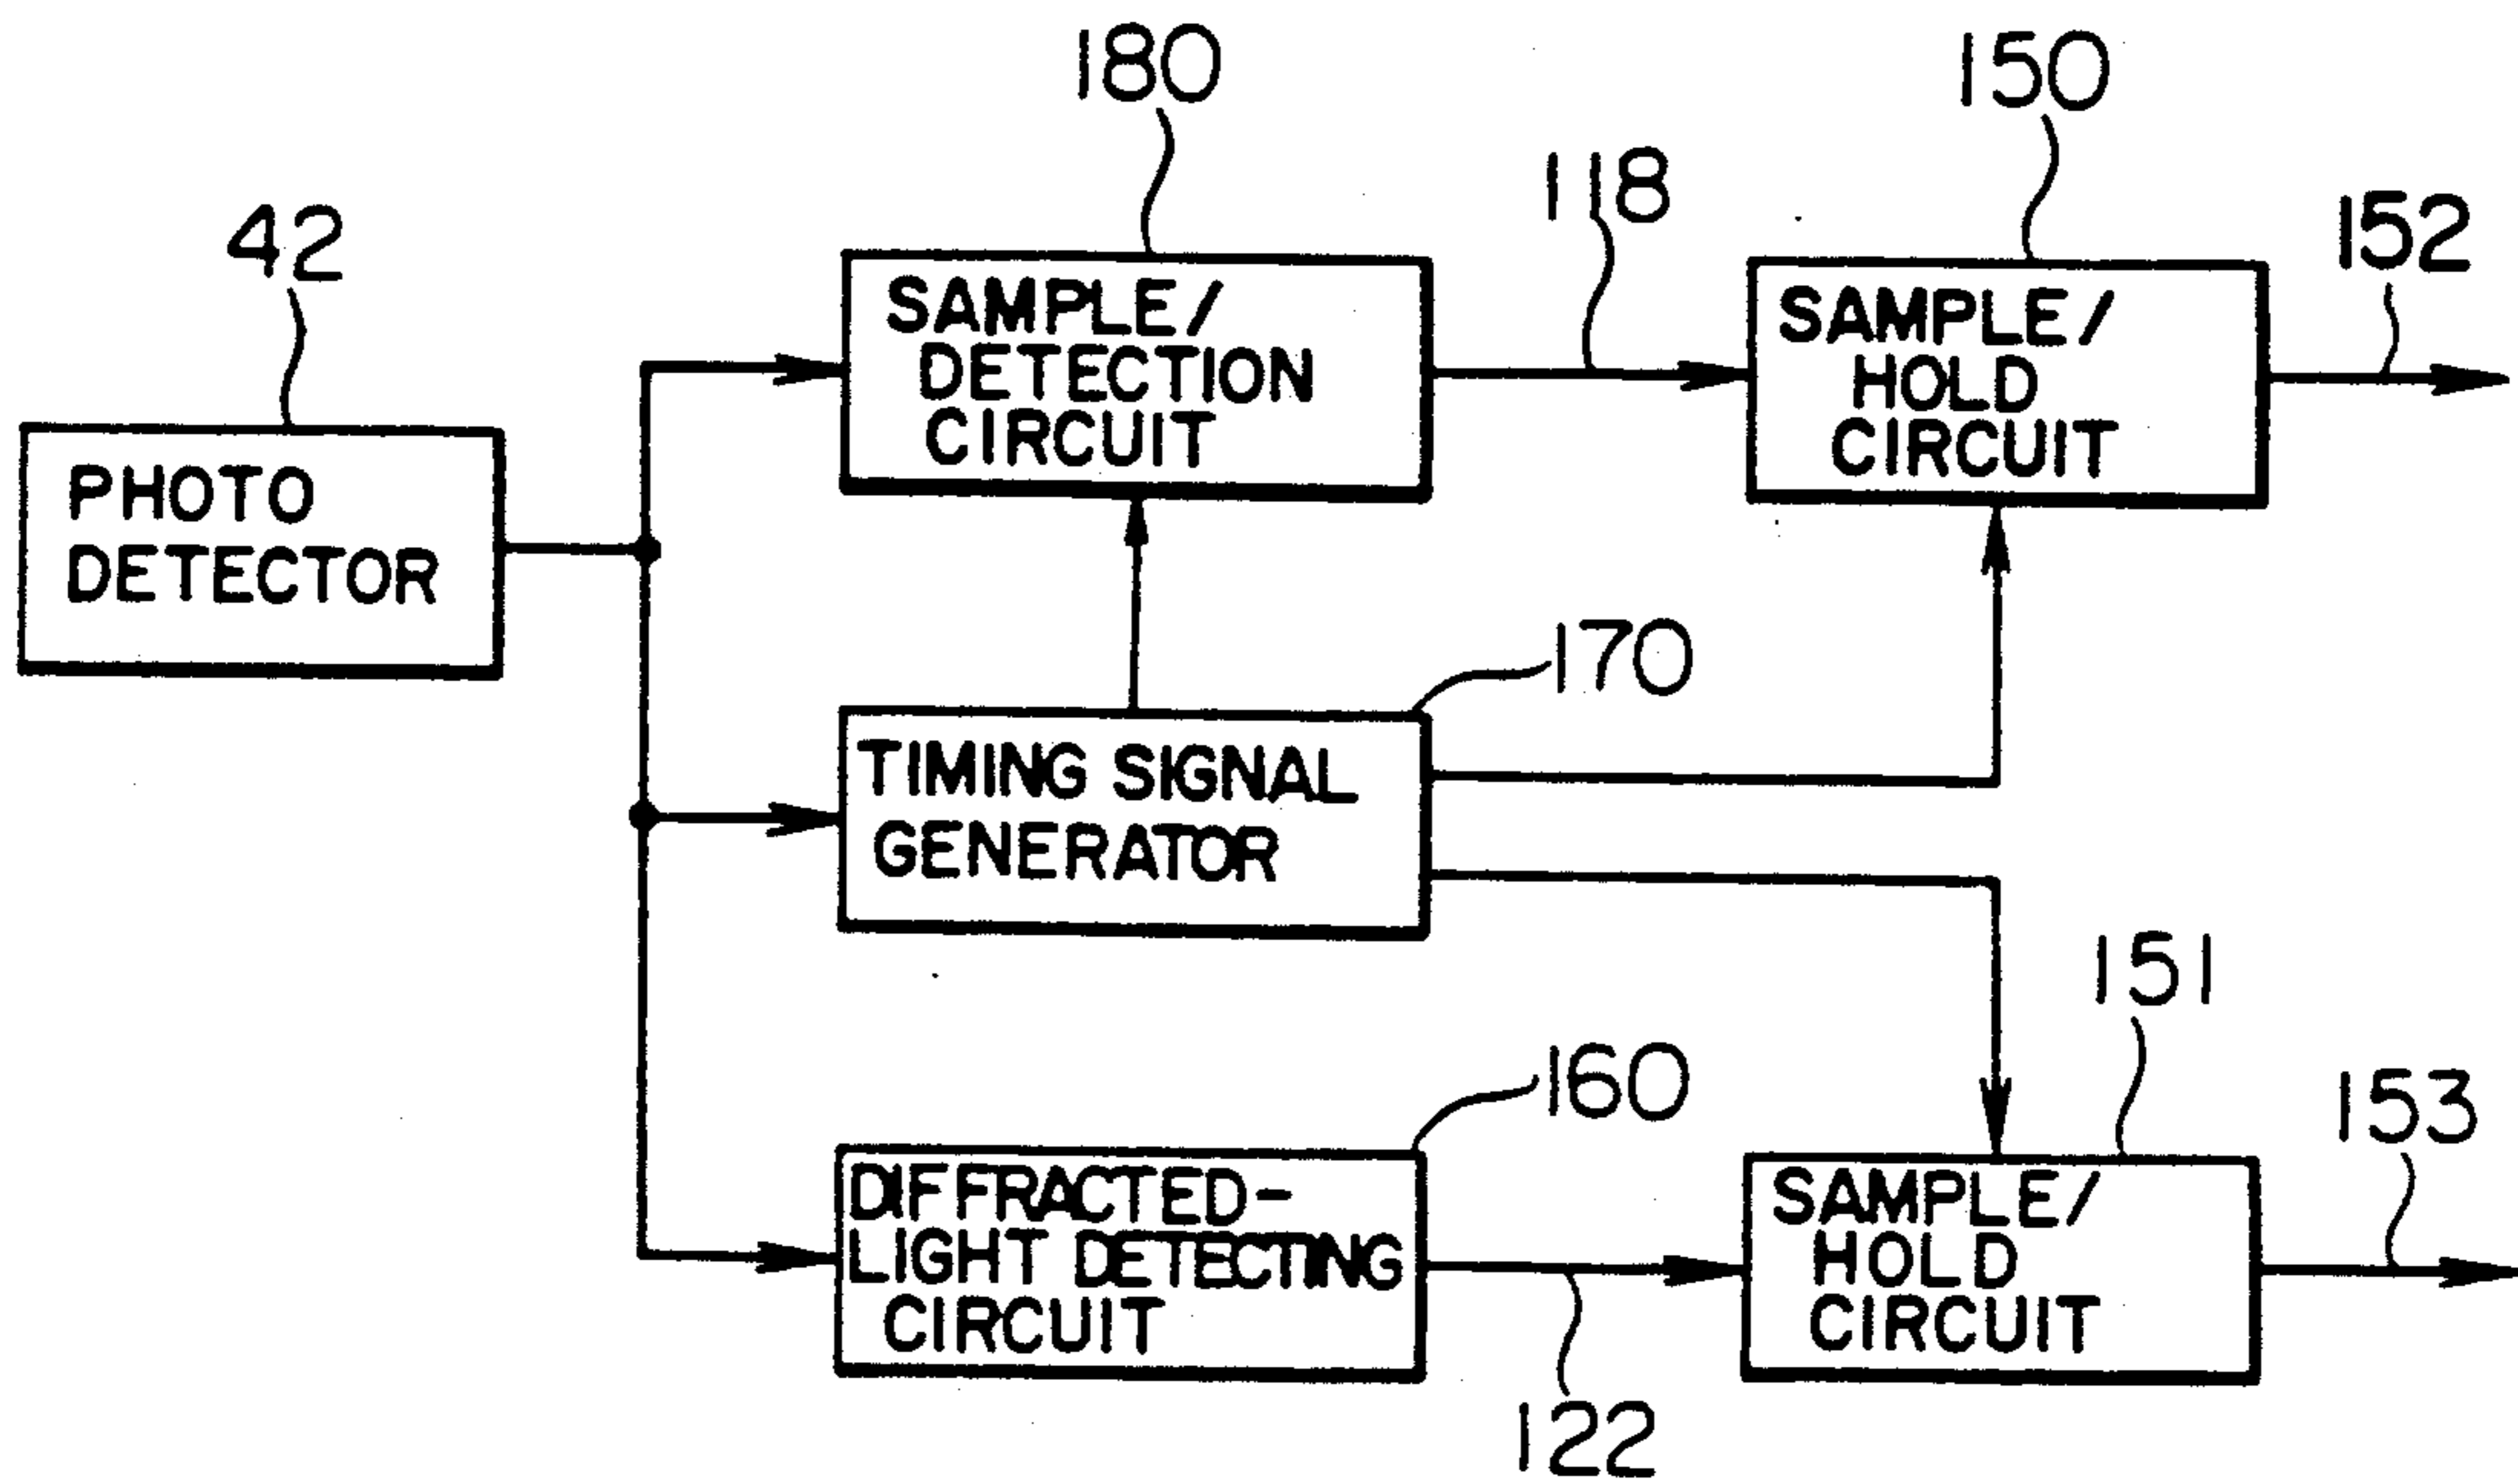 180
150
118
152
42
SAMPLE/
DETECTION
CIRCUIT
SAMPLE/
HOLD
CIRCUIT
PHOTO
DETECTOR
170
TIMING SIGNAL
GENERATOR
151
160
153
DIFFRACTED-
LIGHT DETECTING
CIRCUIT
SAMPLE/
HOLD
CIRCUIT
122